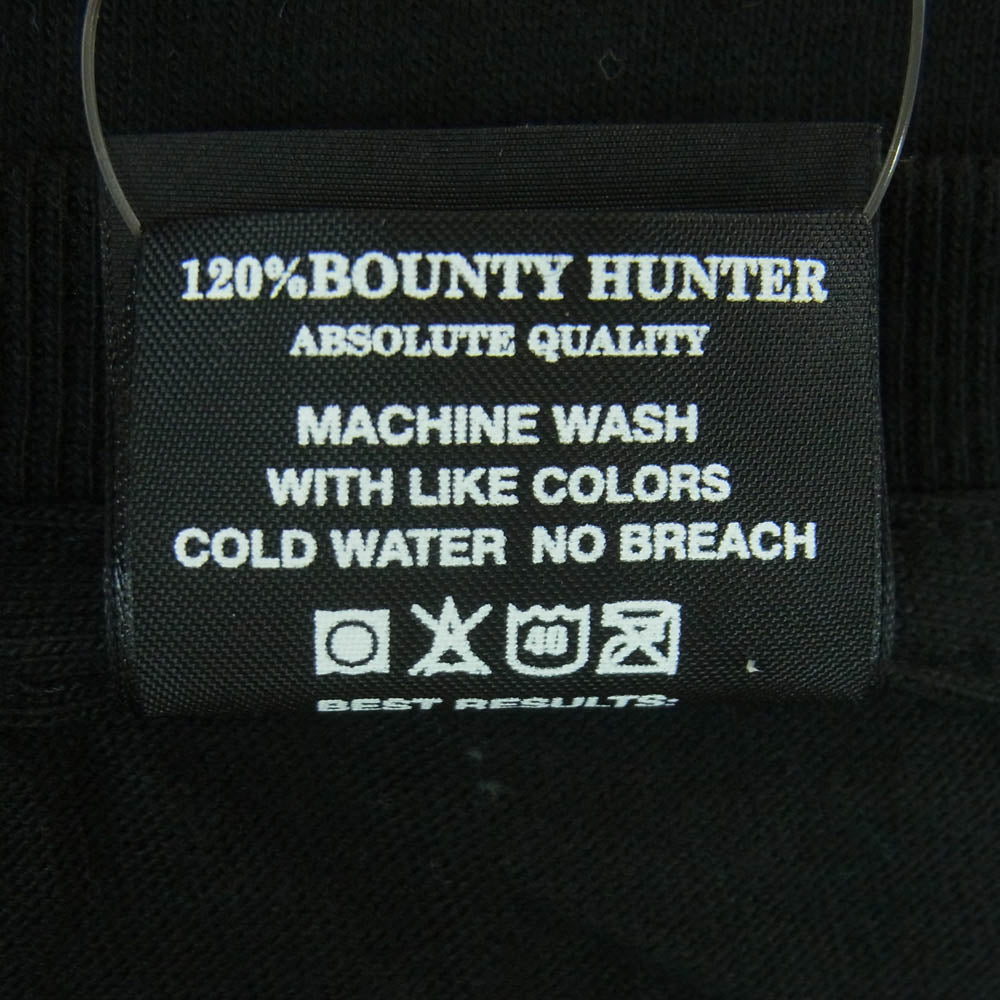 120%BOUNTY HUNTER
ABSOLUTE QUALITY
MACHINE WASH
WITH LIKE COLORS
COLD WATER NO BREACH
40
BEST RESULTS: